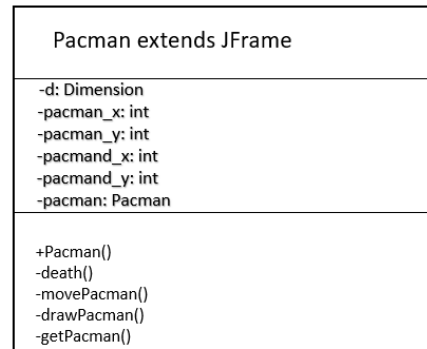 Pacman extends JFrame
-d: Dimension
-pacman_x: int
-pacman_y: int
-pacmand_x: int
-pacmand_y: int
-pacman: Pacman
+Pacman()
-death()
-movePacman()
-drawPacman()
-getPacman()